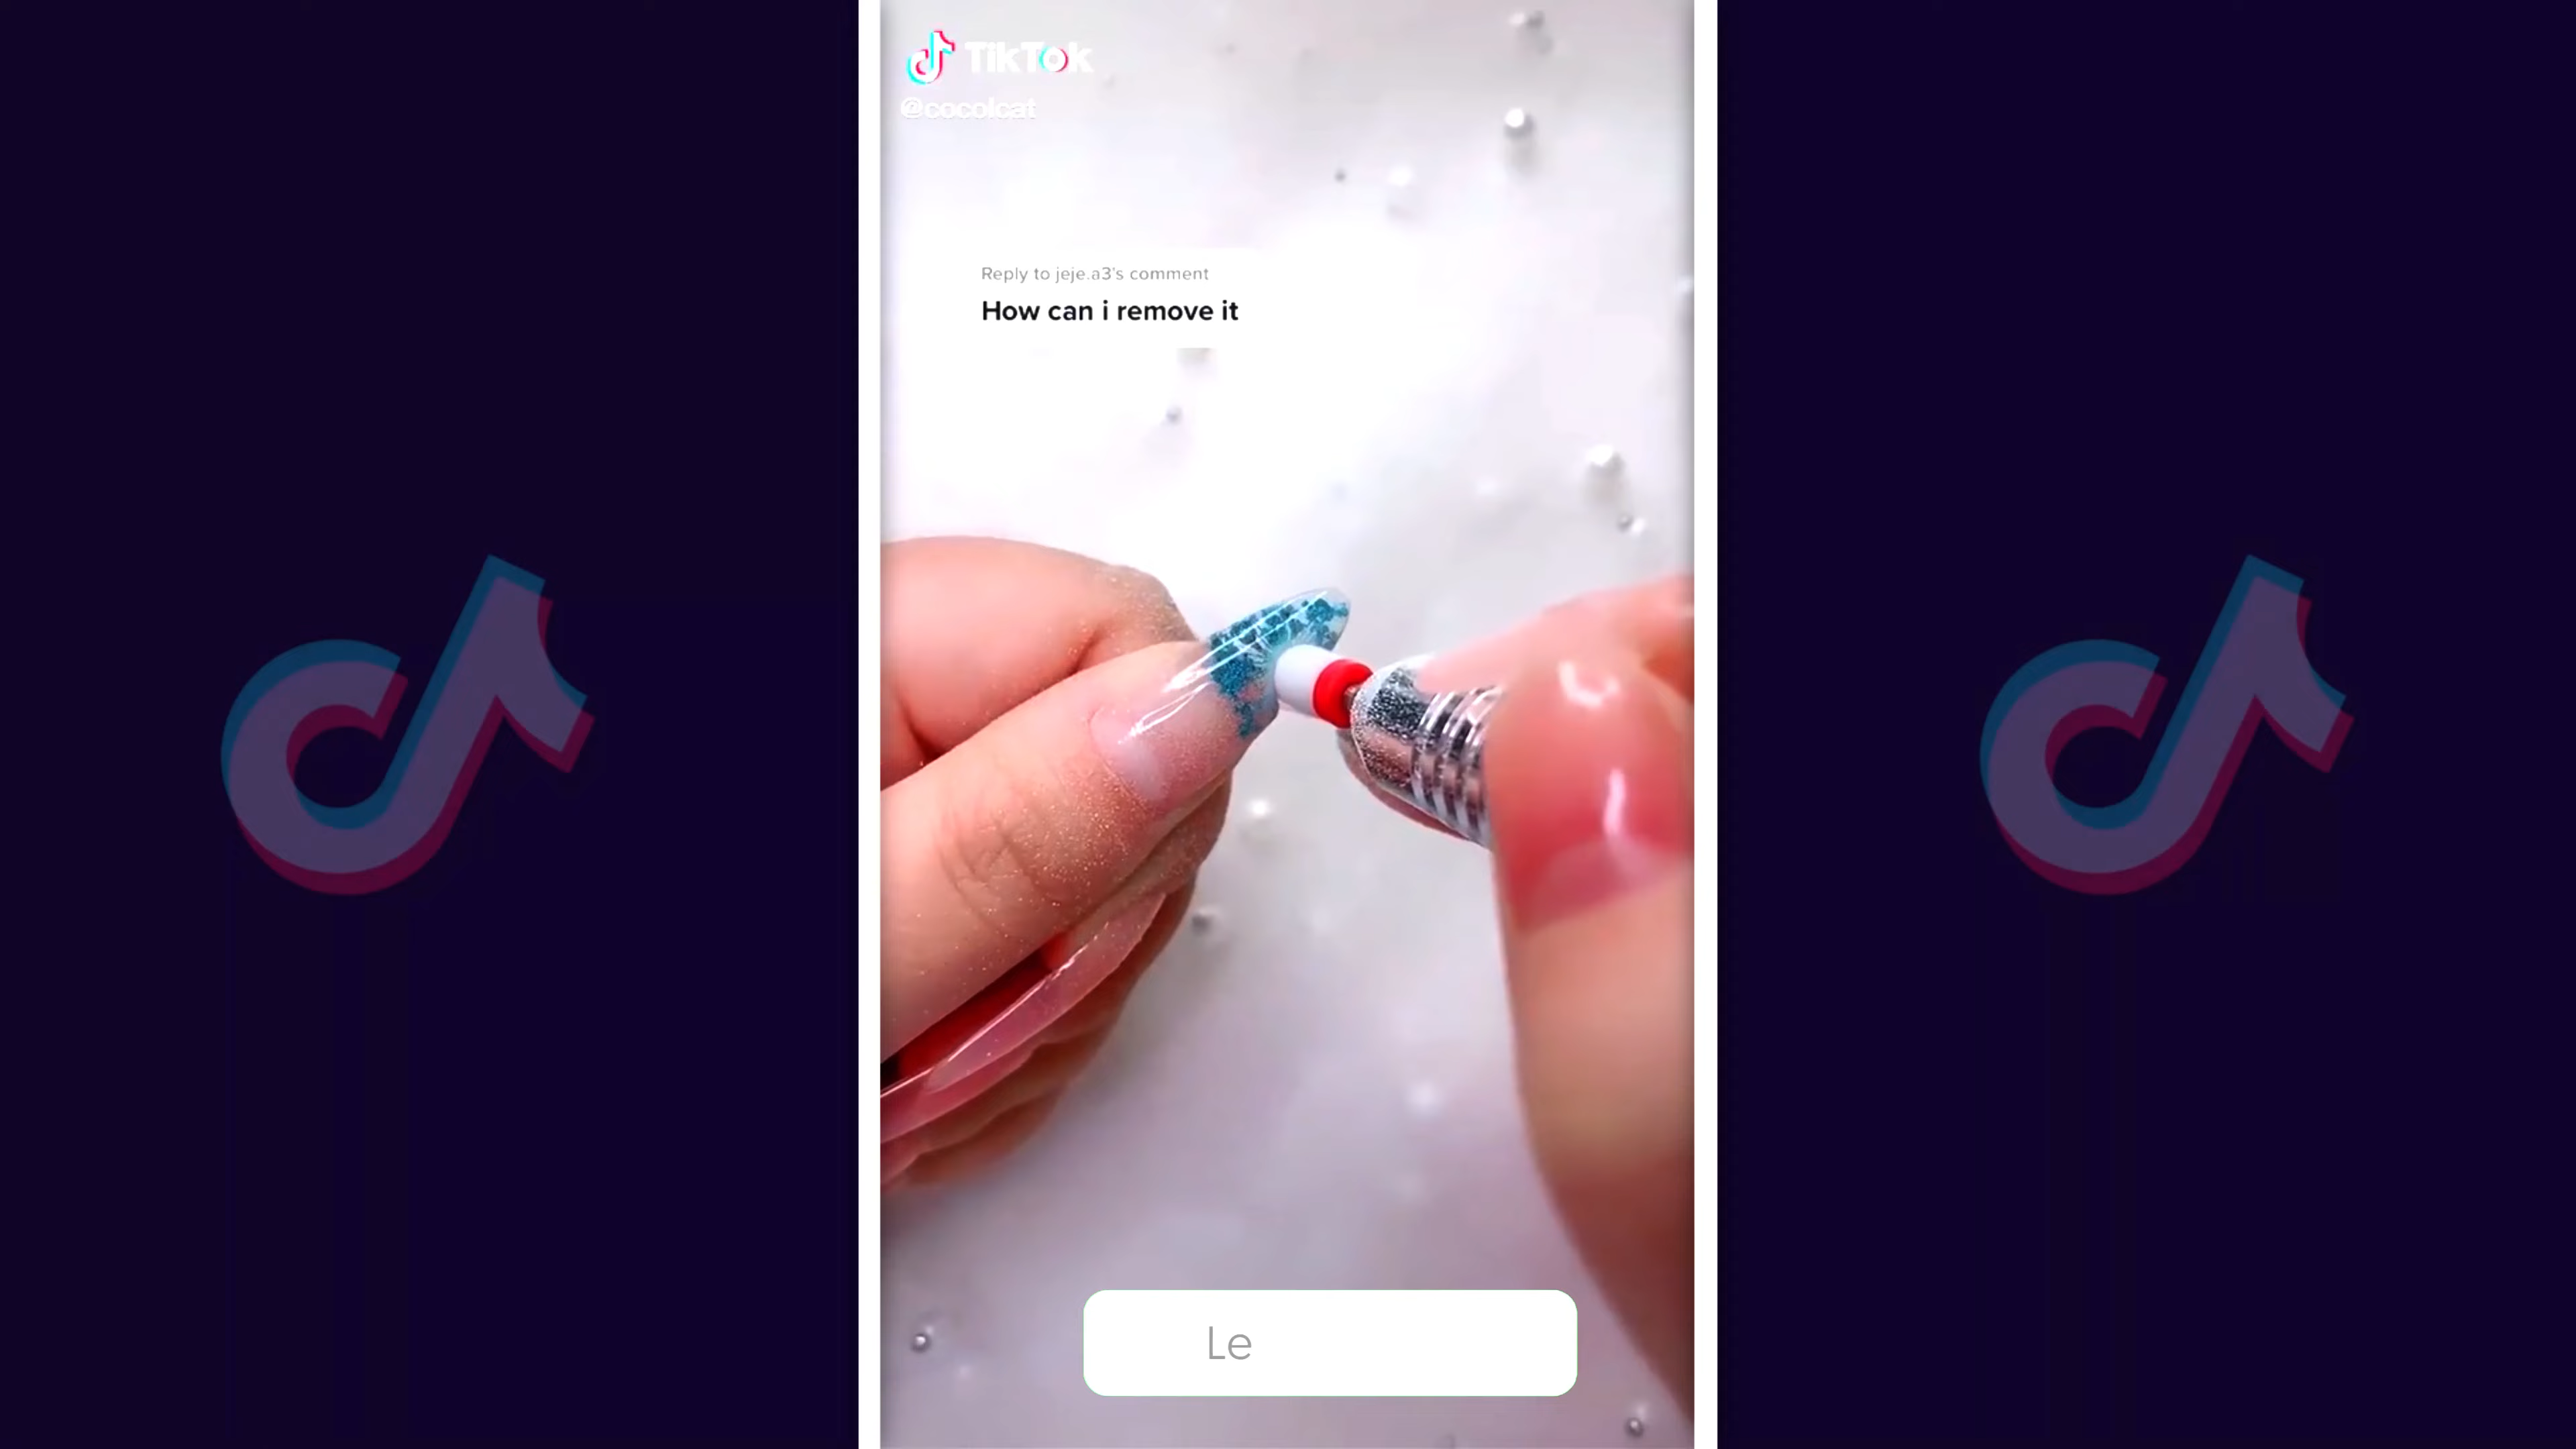 TikTok
@cocolcat
Reply to jeje.a3's comment
How can i remove it
Le